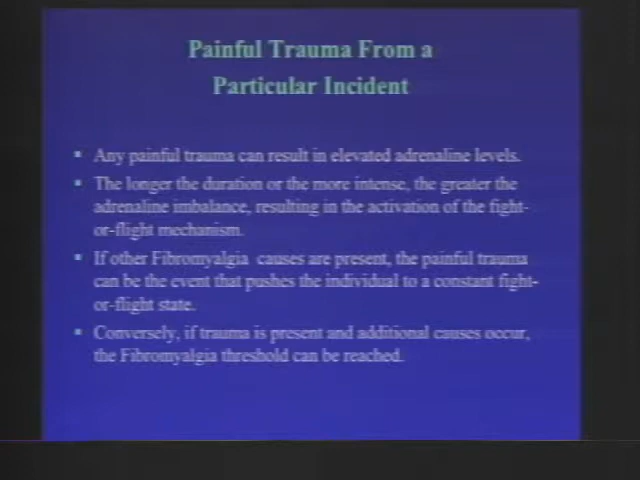 Painful Trauma From a
Particular Incident
▪ Any painful trauma can result in elevated adrenaline levels.
▪ The longer the duration or the more intense, the greater the
adrenaline imbalance, resulting in the activation of the fight-
or-flight mechanism.
▪ If other Fibromyalgia causes are present, the painful trauma
can be the event that pushes the individual to a constant fight-
or-flight state.
▪ Conversely, if trauma is present and additional causes occur,
the Fibromyalgia threshold can be reached.